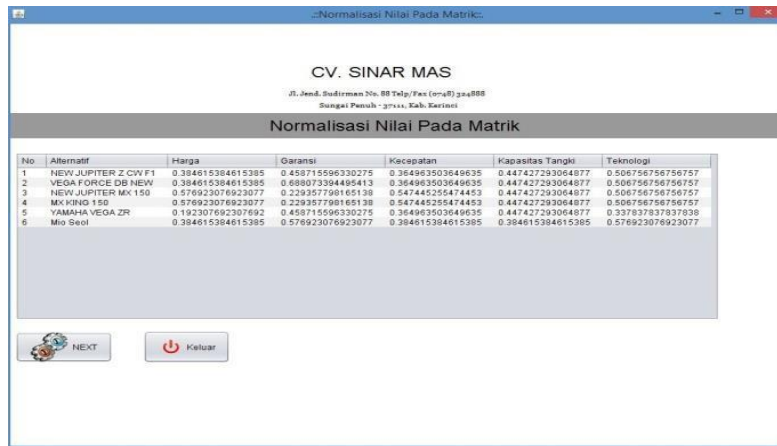 .::Normalisasi Nilai Pada Matrik::.
CV. SINAR MAS
Jl. Jend. Sudirman No. 88 Telp/Fax (0748) 324888
Sungai Penuh - 37111, Kab. Kerinci
Normalisasi Nilai Pada Matrik
No Alternatif Harga Garansi Kecepatan Kapasitas Tangki Teknologi
1 NEW JUPITER Z CW F1 0.384615384615385 0.458715596330275 0.364963503649635 0.447427293064877 0.506756756756757
2 VEGA FORCE DB NEW 0.384615384615385 0.688073394495413 0.364963503649635 0.447427293064877 0.506756756756757
3 NEW JUPITER MX 150 0.576923076923077 0.229357798165138 0.547445255474453 0.447427293064877 0.506756756756757
4 MX KING 150 0.576923076923077 0.229357798165138 0.547445255474453 0.447427293064877 0.506756756756757
5 YAMAHA VEGA ZR 0.192307692307692 0.458715596330275 0.364963503649635 0.447427293064877 0.337837837837838
6 Mio Seol 0.384615384615385 0.576923076923077 0.384615384615385 0.384615384615385 0.576923076923077
NEXT Keluar